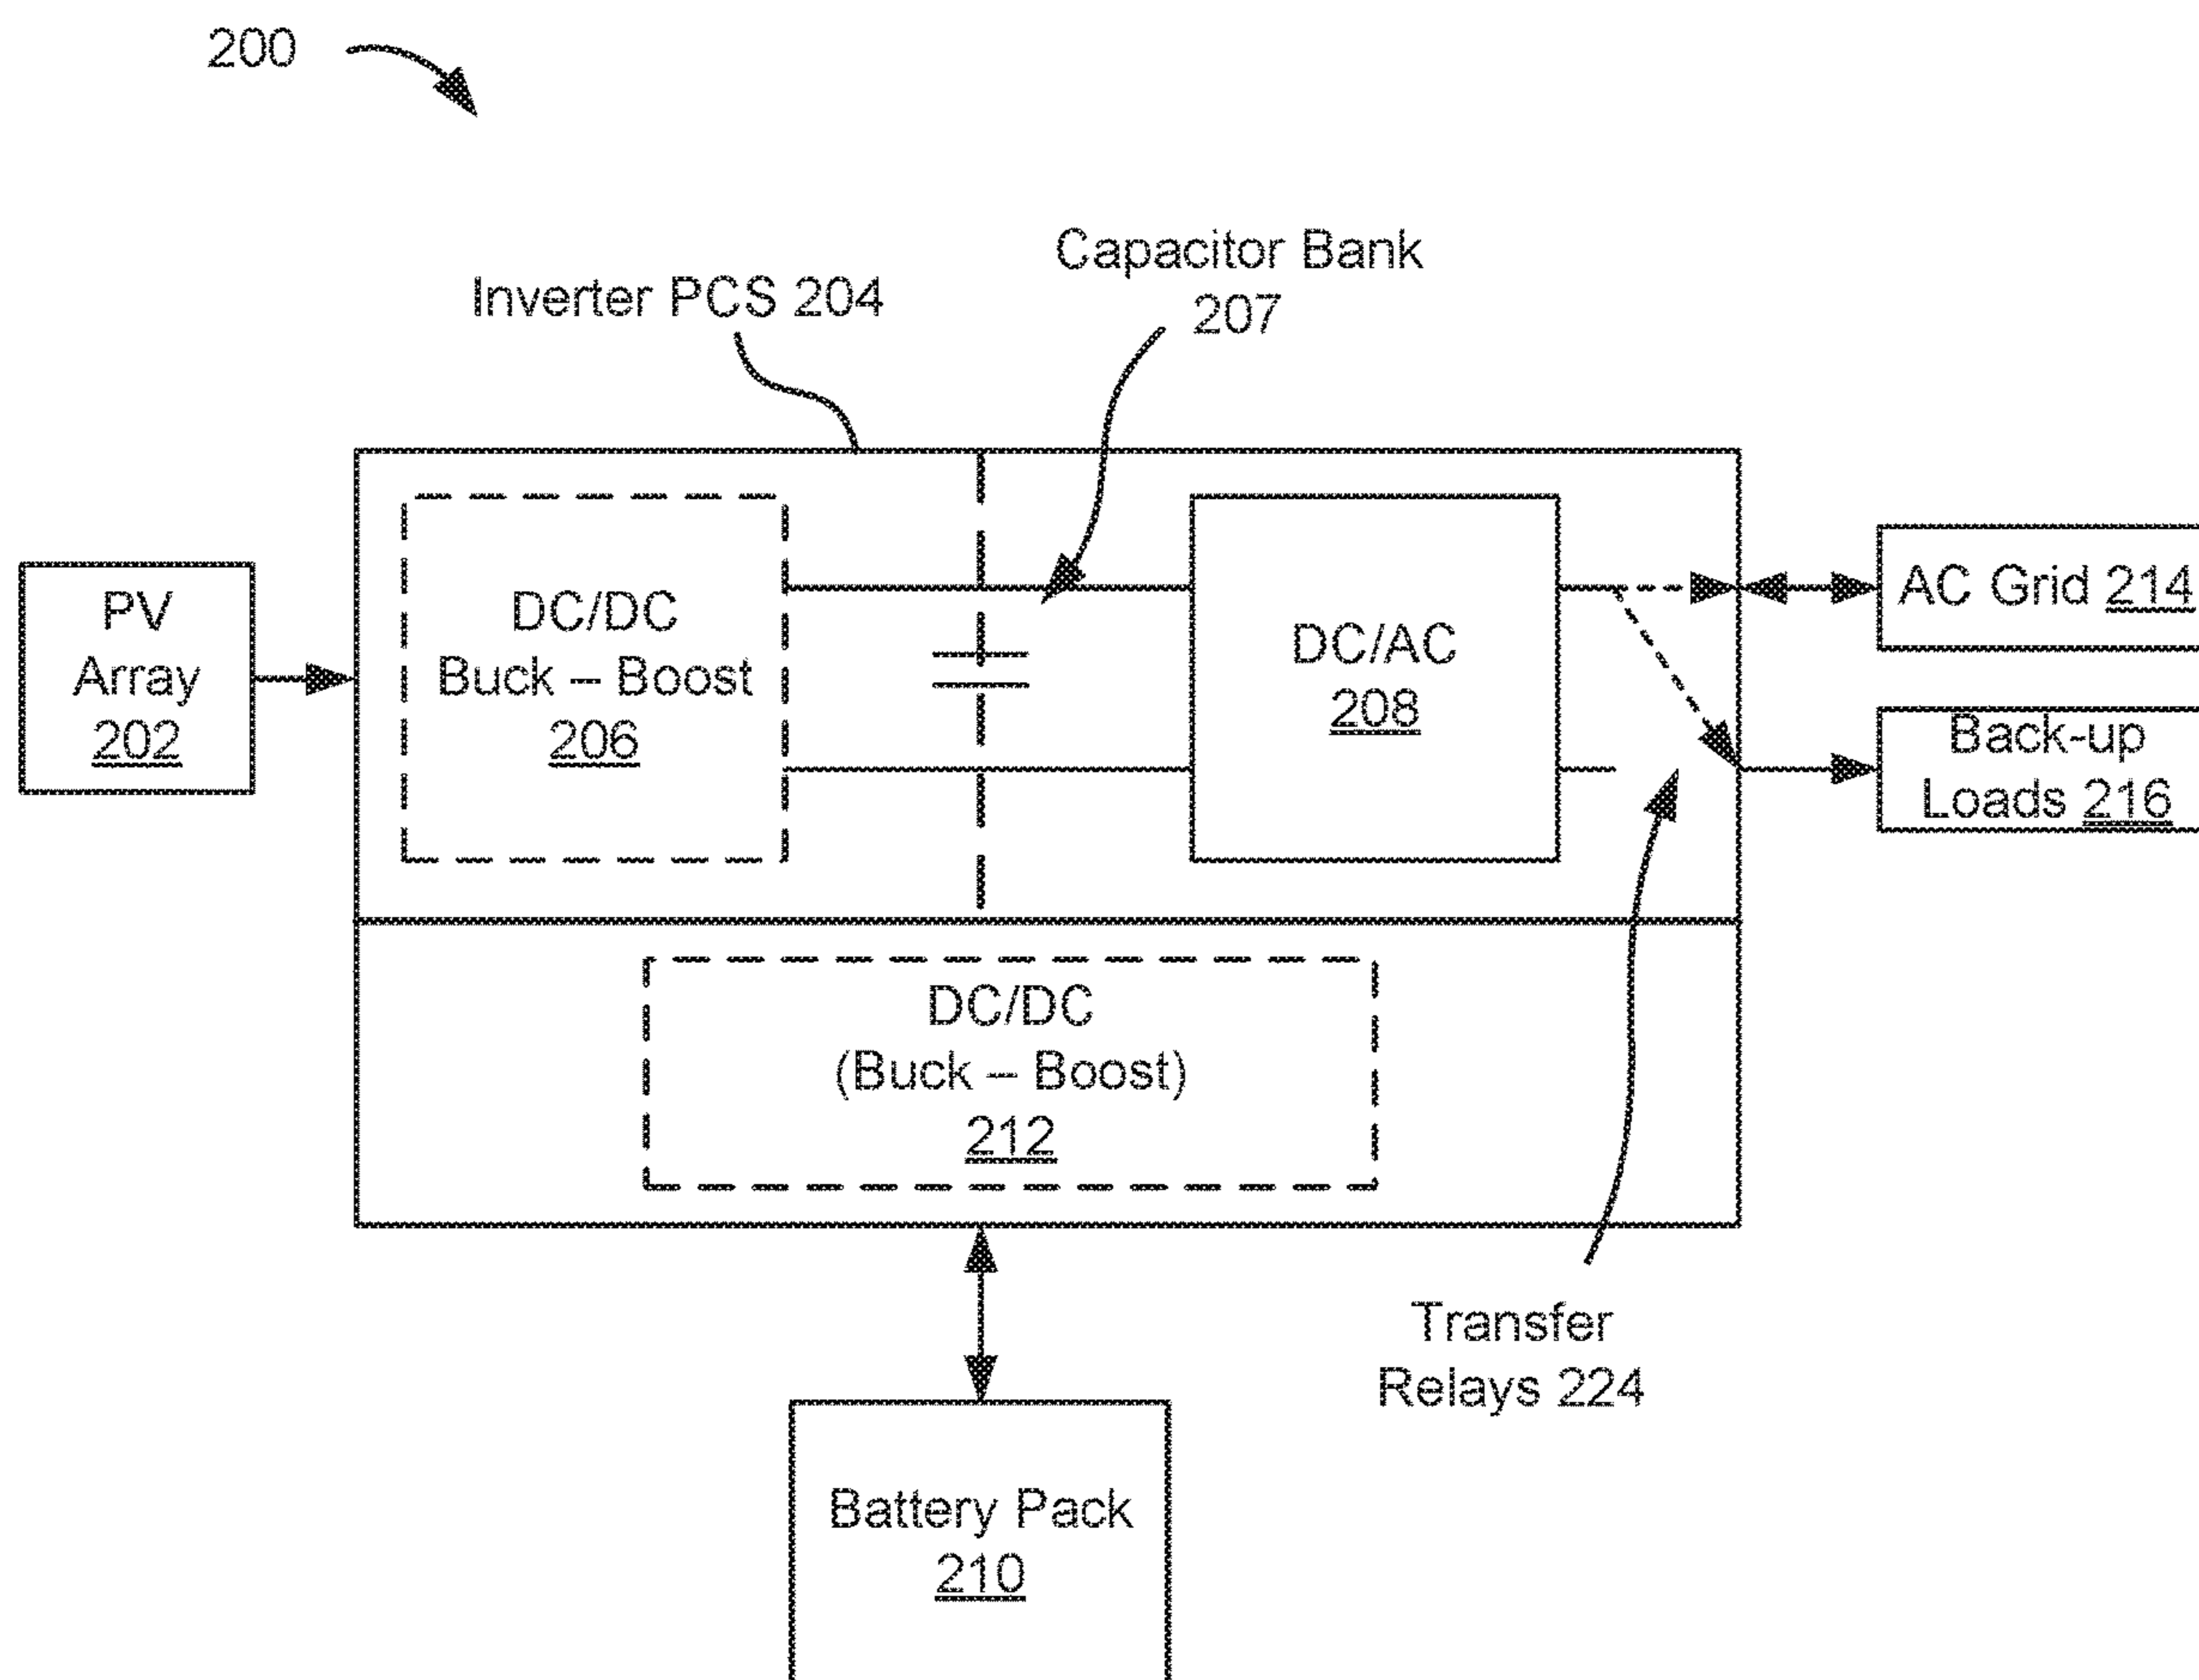 200
Capacitor Bank
207
Inverter PCS 204
PV
Array
202
DC/DC
Buck – Boost
206
DC/AC
208
AC Grid 214
Back-up
Loads 216
DC/DC
(Buck – Boost)
212
Transfer
Relays 224
Battery Pack
210